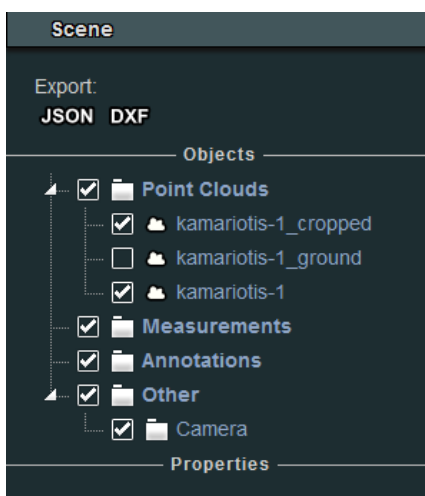 Scene
Export:
JSON DXF
Objects
Point Clouds
kamariotis-1_cropped
kamariotis-1_ground
kamariotis-1
Measurements
Annotations
Other
Camera
Properties